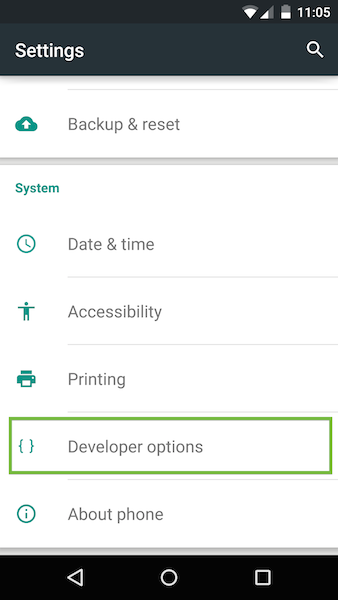 11:05
Settings
Backup & reset
System
Date & time
Accessibility
Printing
{ } Developer options
About phone